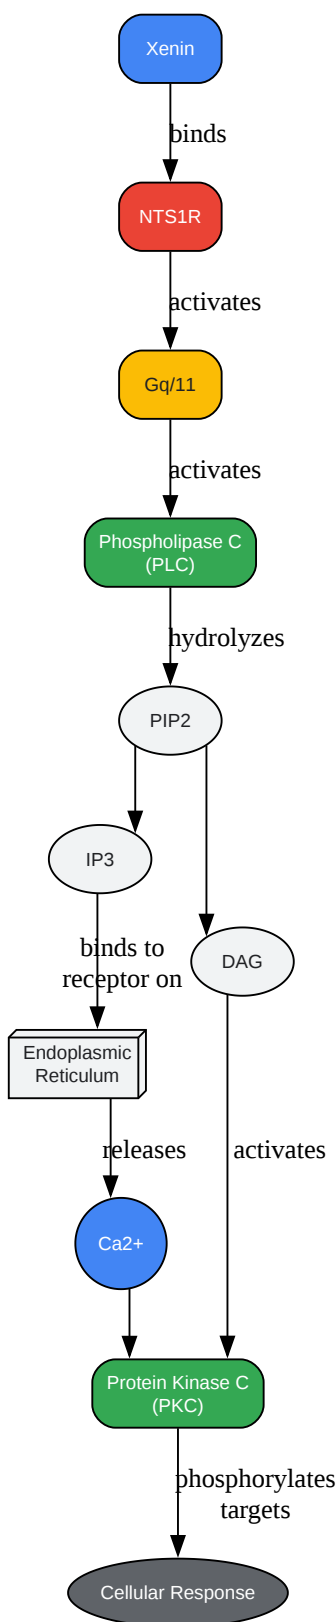 Xenin
binds
NTS1R
activates
Gq/11
activates
Phospholipase C
(PLC)
hydrolyzes
PIP2
IP3
binds to
receptor on
DAG
Endoplasmic
Reticulum
releases
activates
Ca2+
Protein Kinase C
(PKC)
phosphorylates
targets
Cellular Response